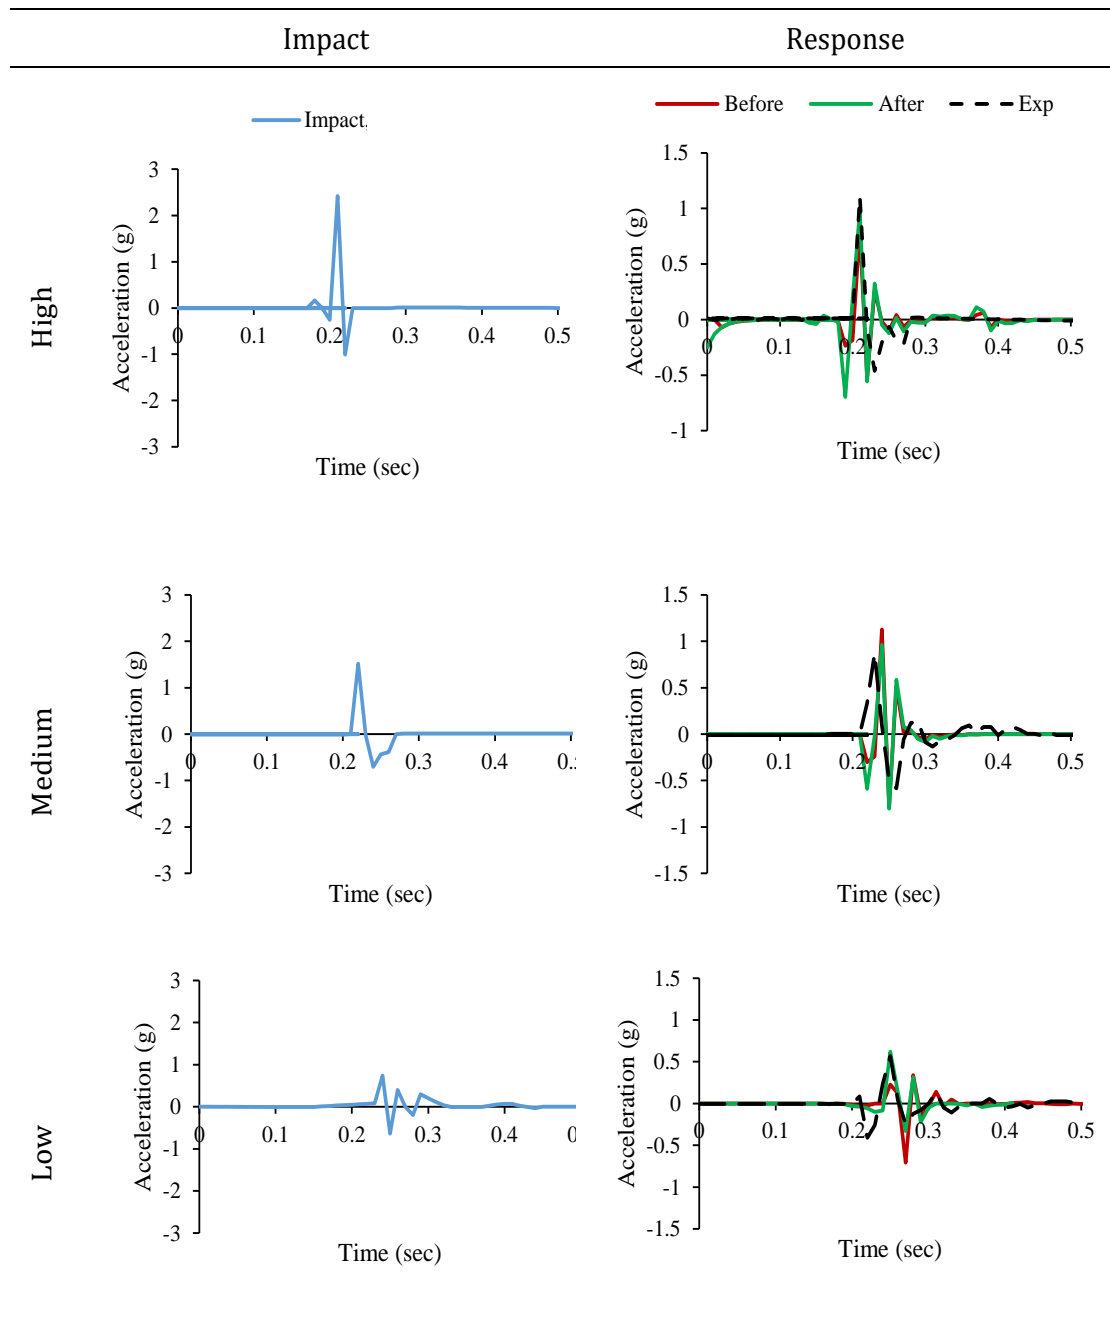 Impact Response
Impact
Before After Exp
High
Acceleration (g)
3
2
1
0
-1
-2
-3
0 0.1 0.2 0.3 0.4 0.5
Time (sec)
Acceleration (g)
1.5
1
0.5
0
-0.5
-1
0 0.1 0.2 0.3 0.4 0.5
Time (sec)
Medium
Acceleration (g)
3
2
1
0
-1
-2
-3
0 0.1 0.2 0.3 0.4 0.
Time (sec)
Acceleration (g)
1.5
1
0.5
0
-0.5
-1
-1.5
0 0.1 0.2 0.3 0.4 0.5
Time (sec)
Low
Acceleration (g)
3
2
1
0
-1
-2
-3
0 0.1 0.2 0.3 0.4 0
Time (sec)
Acceleration (g)
1.5
1
0.5
0
-0.5
-1
-1.5
0 0.1 0.2 0.3 0.4 0.5
Time (sec)